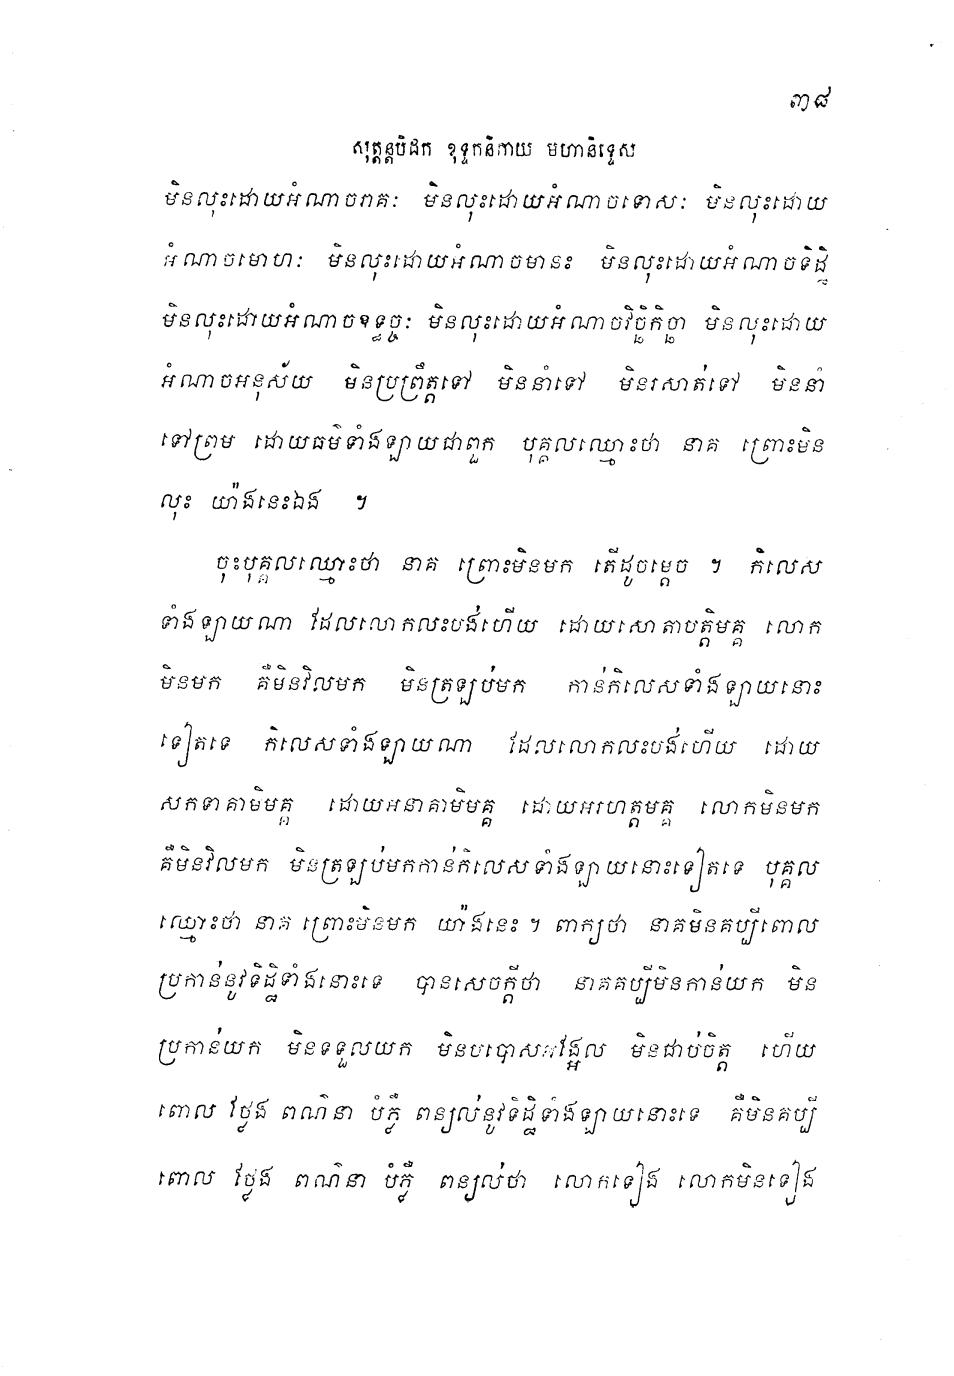 ៣៨
សុត្តន្តបិដក ខុទ្ទកនិកាយ មហានិទ្ទេស
មិនលុះដោយអំណាចរាគៈ មិនលុះដោយអំណាចទោសៈ មិនលុះដោយ
អំណាចមោហៈ មិនលុះដោយអំណាចមានះ មិនលុះដោយអំណាចទិដ្ឋិ
មិនលុះដោយអំណាចឧទ្ធច្ចៈ មិនលុះដោយអំណាចវិចិ្ឆកិច្ឆា មិនលុះដោយ
អំណាចអនុស័យ មិនប្រព្រឹត្តទៅ មិននាំទៅ មិនរសាត់ទៅ មិននាំ
ទៅព្រម ដោយធម៌ទាំងឡាយជាពួក បុគ្គលឈ្មោះថា នាគ ព្រោះមិន
លុះ យ៉ាងនេះឯង ។
ចុះបុគ្គលឈ្មោះថា នាគ ព្រោះមិនមក តើដូចម្តេច ។ កិលេស
ទាំងឡាយណា ដែលលោកលះបង់ហើយ ដោយសោតាបត្តិមគ្គ លោក
មិនមក គឺមិនវិលមក មិនត្រឡប់មក កាន់កិលេសទាំងឡាយនោះ
ទៀតទេ កិលេសទាំងឡាយណា ដែលលោកលះបង់ហើយ ដោយ
សកទាគាមិមគ្គ ដោយអនាគាមិមគ្គ ដោយអរហត្តមគ្គ លោកមិនមក
គឺមិនវិលមក មិនត្រឡប់មកកាន់កិលេសទាំងឡាយនោះទៀតទេ បុគ្គល
ឈ្មោះថា នាគ ព្រោះមិនមក យ៉ាងនេះ ។ ពាក្យថា នាគមិនគប្បីពោល
ប្រកាន់នូវទិដ្ឋិទាំងនោះទេ បានសេចក្តីថា នាគគប្បីមិនកាន់យក មិន
ប្រកាន់យក មិនទទួលយក មិនបបោសអង្អែល មិនជាប់ចិត្ត ហើយ
ពោល ថ្លែង ពណ៌នា បំភ្លឺ ពន្យល់នូវទិដ្ឋិទាំងឡាយនោះទេ គឺមិនគប្បី
ពោល ថ្លែង ពណ៌នា បំភ្លឺ ពន្យល់ថា លោកទៀង លោកមិនទៀង